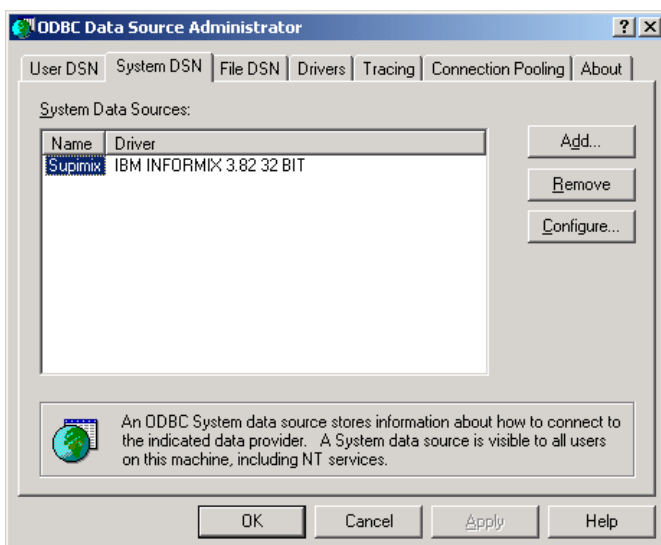 ODBC Data Source Administrator
User DSN System DSN File DSN Drivers Tracing Connection Pooling About
System Data Sources:
Name Driver
Supimix IBM INFORMIX 3.82 32 BIT
Add...
Remove
Configure...
An ODBC System data source stores information about how to connect to
the indicated data provider. A System data source is visible to all users
on this machine, including NT services.
OK Cancel Apply Help